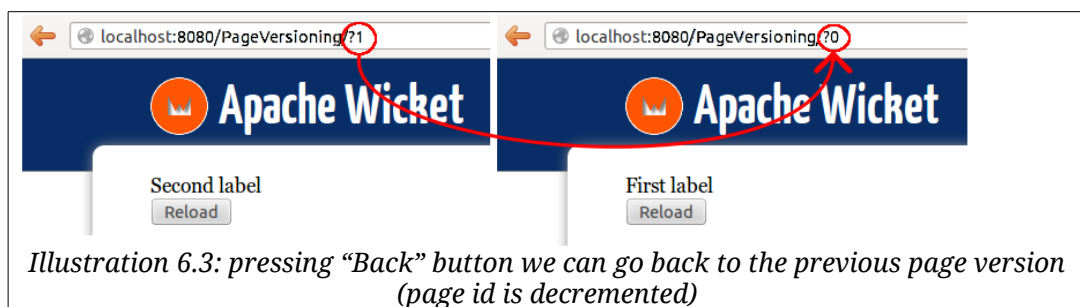 localhost:8080/PageVersioning/?1
localhost:8080/PageVersioning/?0
Apache Wicket
Apache Wicket
Second label
Reload
First label
Reload
Illustration 6.3: pressing “Back” button we can go back to the previous page version
(page id is decremented)